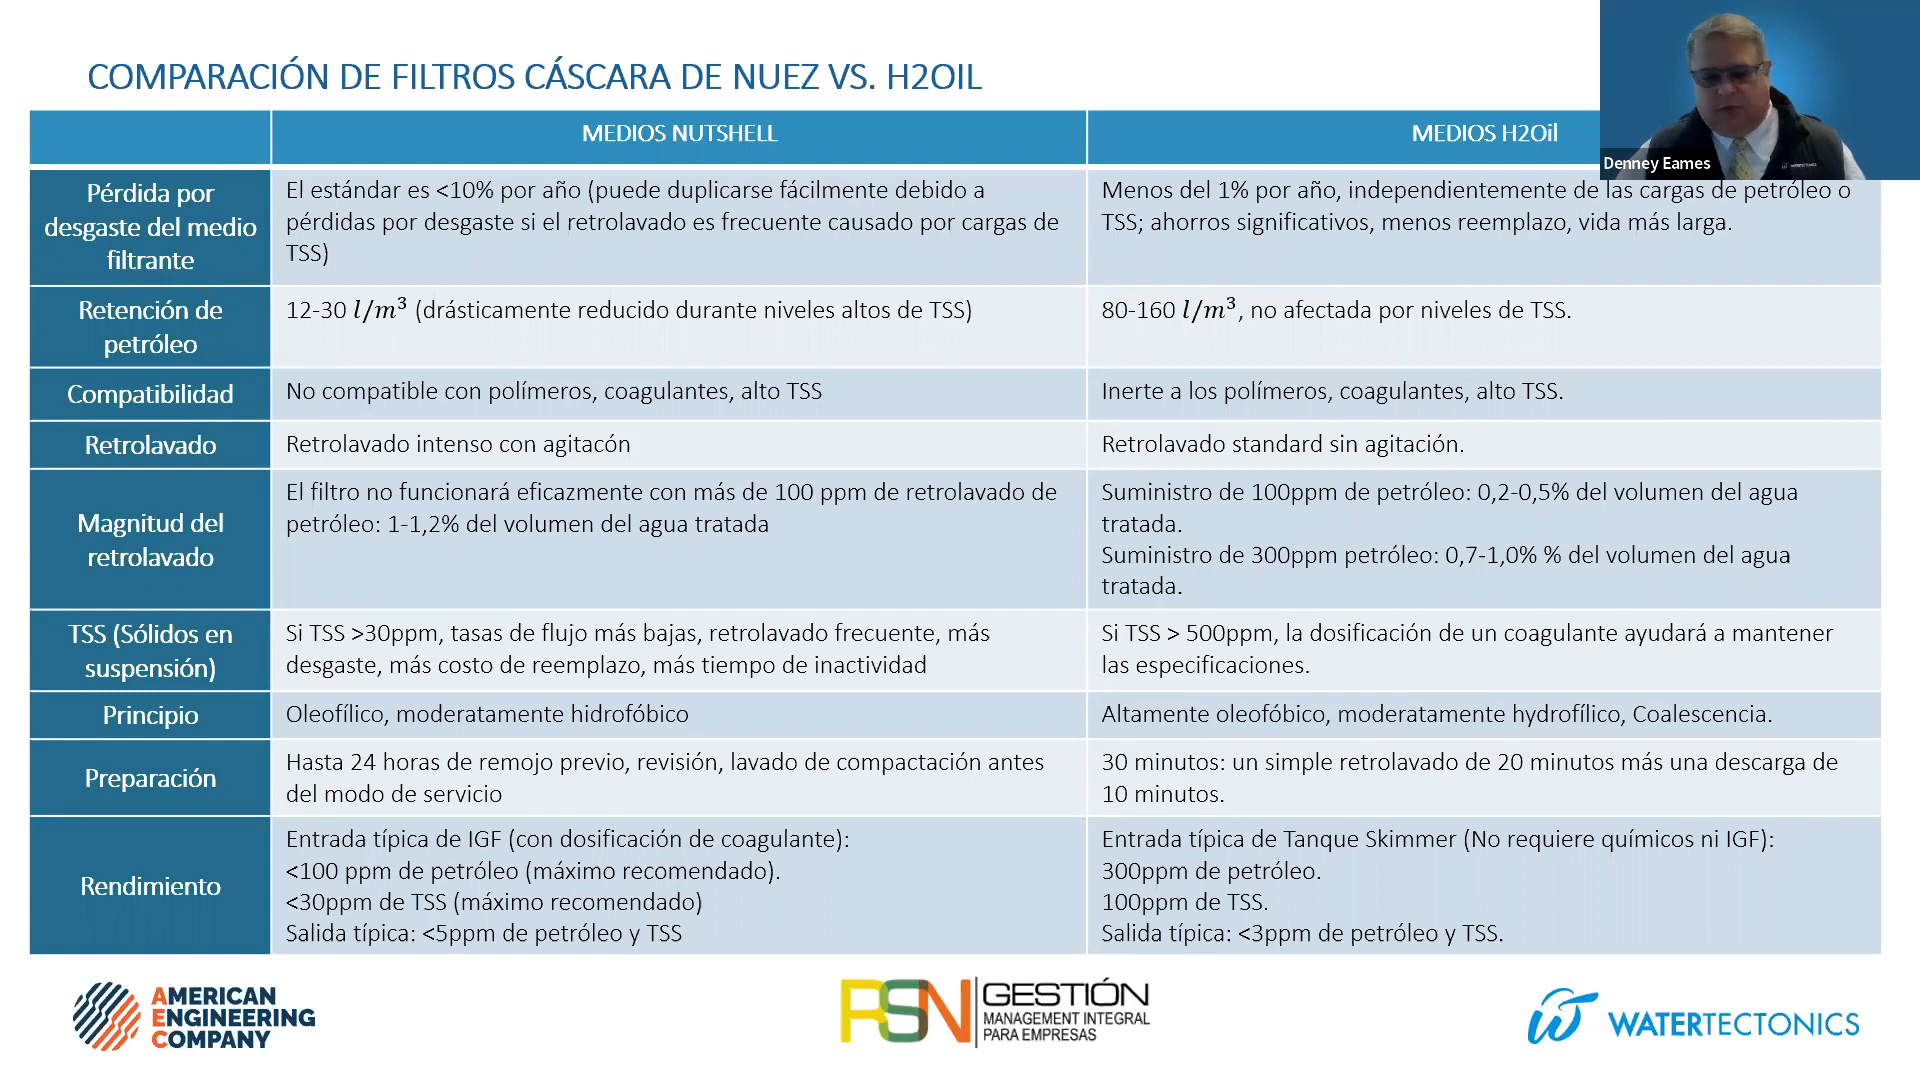 COMPARACIÓN DE FILTROS CÁSCARA DE NUEZ VS. H2OIL
Denney Eames
MEDIOS NUTSHELL
MEDIOS H2Oil
Pérdida por
desgaste del medio
filtrante
El estándar es <10% por año (puede duplicarse fácilmente debido a
pérdidas por desgaste si el retrolavado es frecuente causado por cargas de
TSS)
Menos del 1% por año, independientemente de las cargas de petróleo o
TSS; ahorros significativos, menos reemplazo, vida más larga.
Retención de
petróleo
12-30 l/m³ (drásticamente reducido durante niveles altos de TSS)
80-160 l/m³, no afectada por niveles de TSS.
Compatibilidad
No compatible con polímeros, coagulantes, alto TSS
Inerte a los polímeros, coagulantes, alto TSS.
Retrolavado
Retrolavado intenso con agitacón
Retrolavado standard sin agitación.
Magnitud del
retrolavado
El filtro no funcionará eficazmente con más de 100 ppm de retrolavado de
petróleo: 1-1,2% del volumen del agua tratada
Suministro de 100ppm de petróleo: 0,2-0,5% del volumen del agua
tratada.
Suministro de 300ppm petróleo: 0,7-1,0% % del volumen del agua
tratada.
TSS (Sólidos en
suspensión)
Si TSS >30ppm, tasas de flujo más bajas, retrolavado frecuente, más
desgaste, más costo de reemplazo, más tiempo de inactividad
Si TSS > 500ppm, la dosificación de un coagulante ayudará a mantener
las especificaciones.
Principio
Oleofílico, moderatamente hidrofóbico
Altamente oleofóbico, moderatamente hydrofílico, Coalescencia.
Preparación
Hasta 24 horas de remojo previo, revisión, lavado de compactación antes
del modo de servicio
30 minutos: un simple retrolavado de 20 minutos más una descarga de
10 minutos.
Rendimiento
Entrada típica de IGF (con dosificación de coagulante):
<100 ppm de petróleo (máximo recomendado).
<30ppm de TSS (máximo recomendado)
Salida típica: <5ppm de petróleo y TSS
Entrada típica de Tanque Skimmer (No requiere químicos ni IGF):
300ppm de petróleo.
100ppm de TSS.
Salida típica: <3ppm de petróleo y TSS.
AMERICAN
ENGINEERING
COMPANY
RSN GESTIÓN
MANAGEMENT INTEGRAL
PARA EMPRESAS
WATERTECTONICS